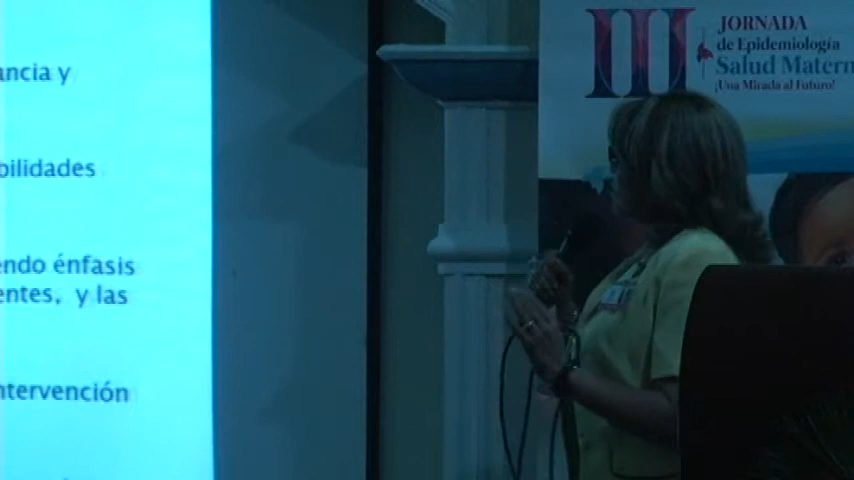 ancia y
bilidades
endo énfasis
entes, y las
ntervención
III
JORNADA
de Epidemiología
Salud Matern
¡Una Mirada al Futuro!